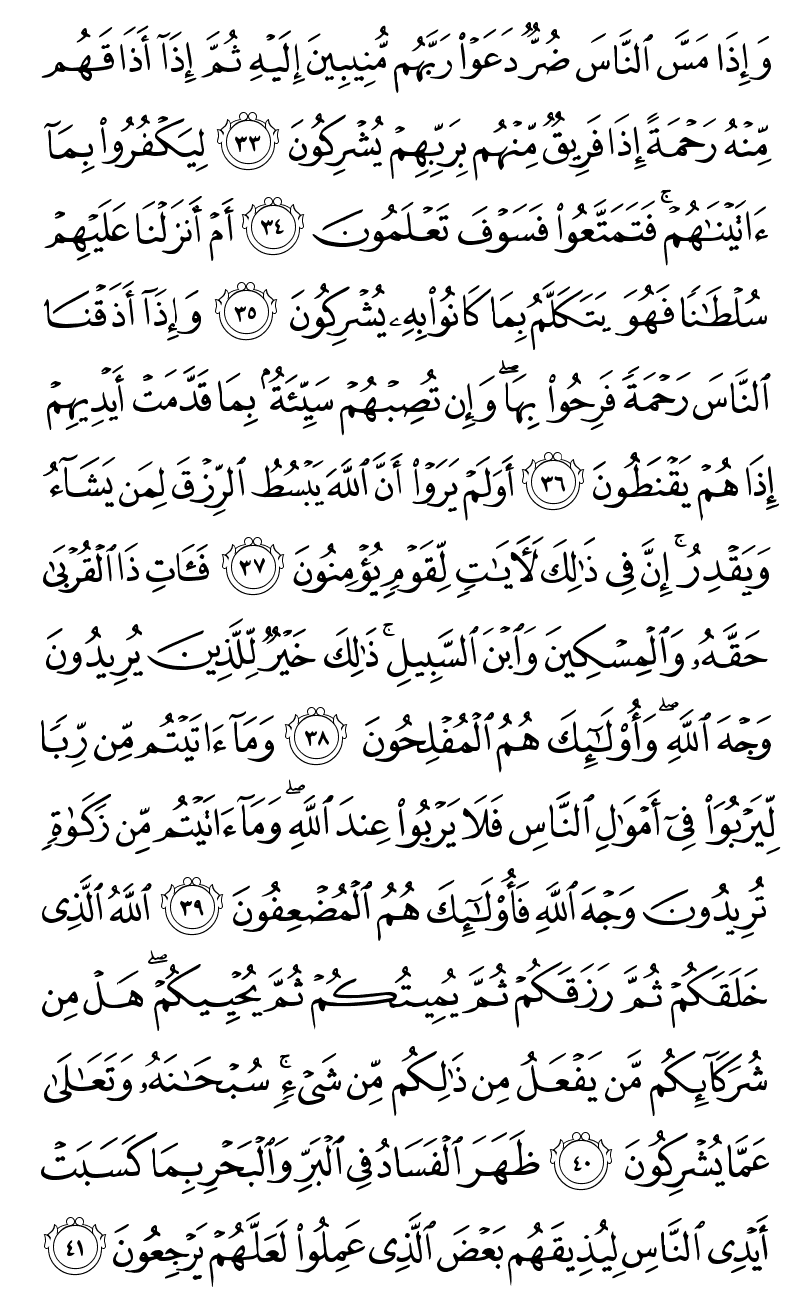 وَإِذَا مَسَّ ٱلنَّاسَ ضُرٌّ دَعَوْا۟ رَبَّهُم مُّنِيبِينَ إِلَيْهِ ثُمَّ إِذَآ أَذَاقَهُم
مِّنْهُ رَحْمَةً إِذَا فَرِيقٌ مِّنْهُم بِرَبِّهِمْ يُشْرِكُونَ ٣٣ لِيَكْفُرُوا۟ بِمَآ
ءَاتَيْنَٰهُمْ ۚ فَتَمَتَّعُوا۟ فَسَوْفَ تَعْلَمُونَ ٣٤ أَمْ أَنزَلْنَا عَلَيْهِمْ
سُلْطَٰنًا فَهُوَ يَتَكَلَّمُ بِمَا كَانُوا۟ بِهِۦ يُشْرِكُونَ ٣٥ وَإِذَآ أَذَقْنَا
ٱلنَّاسَ رَحْمَةً فَرِحُوا۟ بِهَا ۖ وَإِن تُصِبْهُمْ سَيِّئَةٌۢ بِمَا قَدَّمَتْ أَيْدِيهِمْ
إِذَا هُمْ يَقْنَطُونَ ٣٦ أَوَلَمْ يَرَوْا۟ أَنَّ ٱللَّهَ يَبْسُطُ ٱلرِّزْقَ لِمَن يَشَآءُ
وَيَقْدِرُ ۚ إِنَّ فِى ذَٰلِكَ لَءَايَٰتٍ لِّقَوْمٍ يُؤْمِنُونَ ٣٧ فَـَٔاتِ ذَا ٱلْقُرْبَىٰ
حَقَّهُۥ وَٱلْمِسْكِينَ وَٱبْنَ ٱلسَّبِيلِ ۚ ذَٰلِكَ خَيْرٌ لِّلَّذِينَ يُرِيدُونَ
وَجْهَ ٱللَّهِ ۖ وَأُو۟لَٰٓئِكَ هُمُ ٱلْمُفْلِحُونَ ٣٨ وَمَآ ءَاتَيْتُم مِّن رِّبًا
لِّيَرْبُوَا۟ فِىٓ أَمْوَٰلِ ٱلنَّاسِ فَلَا يَرْبُوا۟ عِندَ ٱللَّهِ ۖ وَمَآ ءَاتَيْتُم مِّن زَكَوٰةٍ
تُرِيدُونَ وَجْهَ ٱللَّهِ فَأُو۟لَٰٓئِكَ هُمُ ٱلْمُضْعِفُونَ ٣٩ ٱللَّهُ ٱلَّذِى
خَلَقَكُمْ ثُمَّ رَزَقَكُمْ ثُمَّ يُمِيتُكُمْ ثُمَّ يُحْيِيكُمْ ۖ هَلْ مِن
شُرَكَآئِكُم مَّن يَفْعَلُ مِن ذَٰلِكُم مِّن شَىْءٍ ۚ سُبْحَٰنَهُۥ وَتَعَٰلَىٰ
عَمَّا يُشْرِكُونَ ٤٠ ظَهَرَ ٱلْفَسَادُ فِى ٱلْبَرِّ وَٱلْبَحْرِ بِمَا كَسَبَتْ
أَيْدِى ٱلنَّاسِ لِيُذِيقَهُم بَعْضَ ٱلَّذِى عَمِلُوا۟ لَعَلَّهُمْ يَرْجِعُونَ ٤١